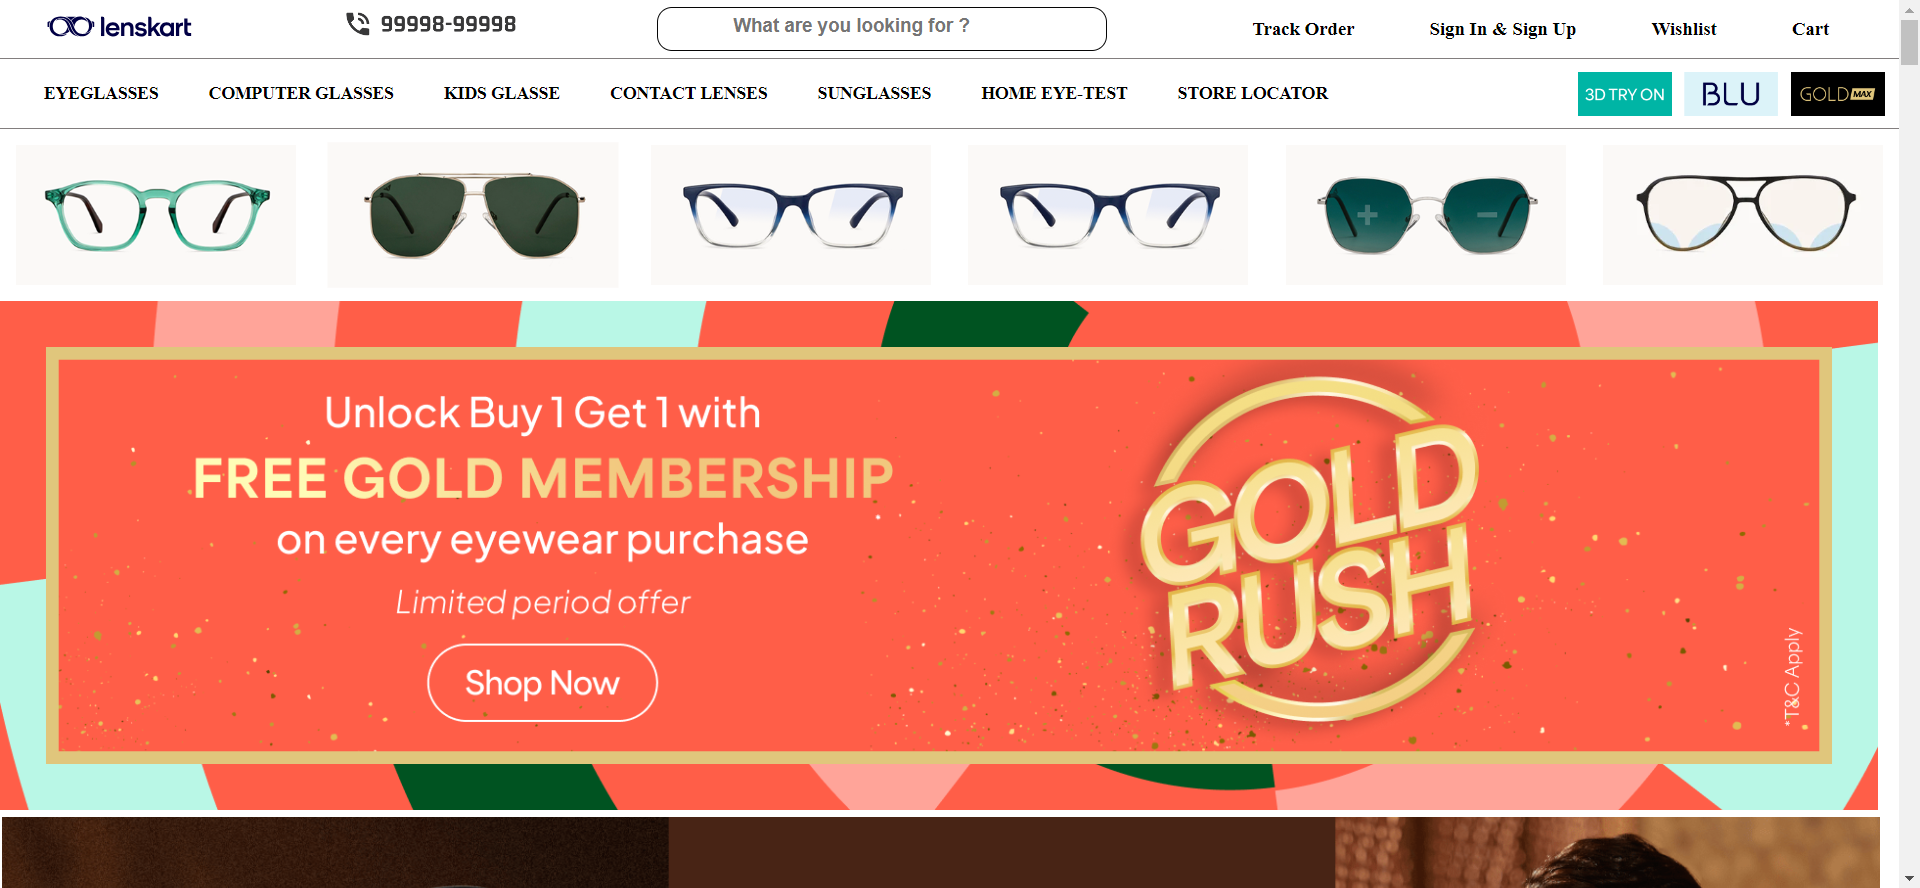 lenskart
99998-99998
What are you looking for ?
Track Order
Sign In & Sign Up
Wishlist
Cart
EYEGLASSES
COMPUTER GLASSES
KIDS GLASSE
CONTACT LENSES
SUNGLASSES
HOME EYE-TEST
STORE LOCATOR
3D TRY ON
BLU
GOLD MAX
Unlock Buy 1 Get 1 with
FREE GOLD MEMBERSHIP
on every eyewear purchase
Limited period offer
Shop Now
GOLD
RUSH
*T&C Apply